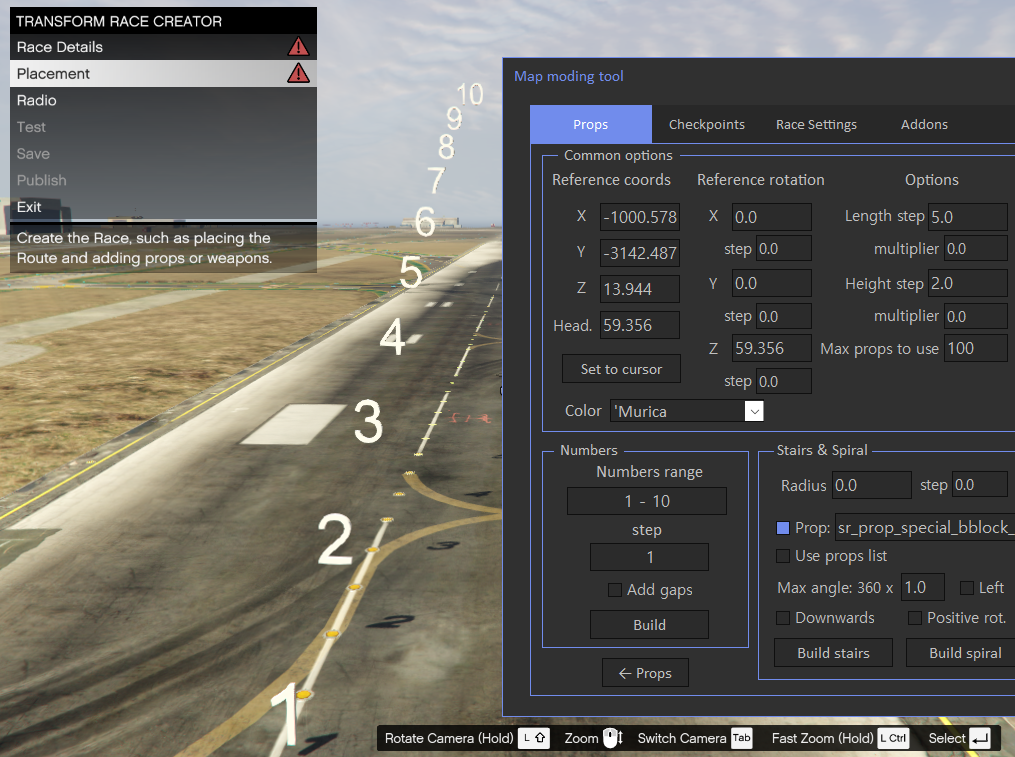 TRANSFORM RACE CREATOR
Race Details
Placement
Radio
Test
Save
Publish
Exit
Create the Race, such as placing the
Route and adding props or weapons.
10
9
8
7
6
5
4
3
2
1
Map moding tool
Props Checkpoints Race Settings Addons
Common options
Reference coords Reference rotation Options
X -1000.578 X 0.0 Length step 5.0
step 0.0 multiplier 0.0
Y -3142.487 Y 0.0 Height step 2.0
Z 13.944 step 0.0 multiplier 0.0
Head. 59.356 Z 59.356 Max props to use 100
Set to cursor step 0.0
Color 'Murica
Numbers
Numbers range
1 - 10
step
1
Add gaps
Build
← Props
Stairs & Spiral
Radius 0.0 step 0.0
Prop: sr_prop_special_bblock_
Use props list
Max angle: 360 x 1.0 Left
Downwards Positive rot.
Build stairs Build spiral
Rotate Camera (Hold) L ⇧ Zoom Switch Camera Tab Fast Zoom (Hold) L Ctrl Select